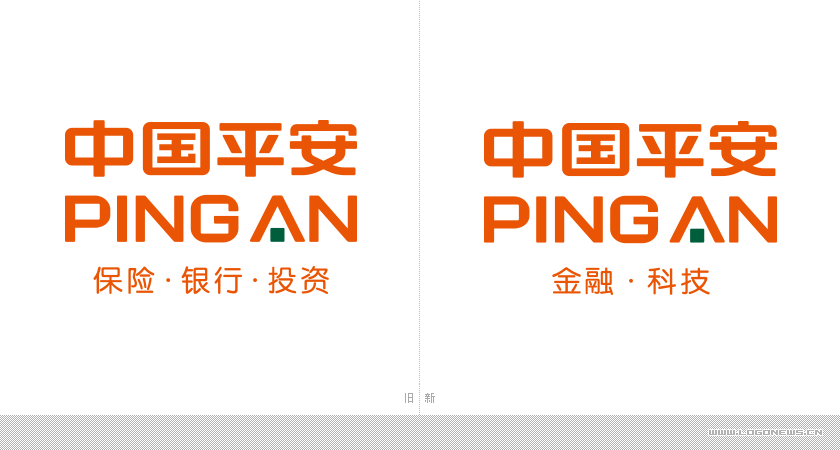 中国平安
PING AN
保险·银行·投资
中国平安
PING AN
金融·科技
旧 新
WWW.LOGONEWS.CN